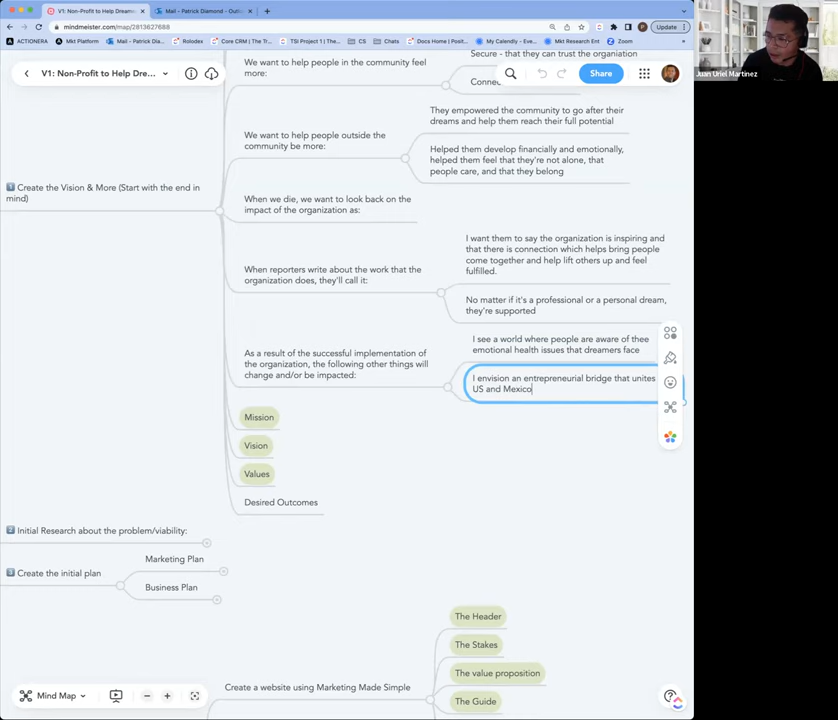 V1: Non-Profit to Help Dream
Mail – Patrick Diamond – Outl
mindmeister.com/map/2813627688
Update
ACTIONERA
Mkt Platform
Mail – Patrick Dia...
Rolodex
Core CRM | The Tr...
TSI Project 1 | The...
CS
Chats
Docs Home | Posit...
My Calendly - Eve...
Mkt Research Ent
Zoom
V1: Non-Profit to Help Dre...
Share
Juan Uriel Martinez
We want to help people in the community feel
more:
Secure - that they can trust the organisation
Connec
We want to help people outside the
community be more:
They empowered the community to go after their
dreams and help them reach their full potential
Helped them develop financially and emotionally,
helped them feel that they're not alone, that
people care, and that they belong
1 Create the Vision & More (Start with the end in
mind)
When we die, we want to look back on the
impact of the organization as:
When reporters write about the work that the
organization does, they'll call it:
I want them to say the organization is inspiring and
that there is connection which helps bring people
come together and help lift others up and feel
fulfilled.
No matter if it's a professional or a personal dream,
they're supported
As a result of the successful implementation of
the organization, the following other things will
change and/or be impacted:
I see a world where people are aware of thee
emotional health issues that dreamers face
I envision an entrepreneurial bridge that unites
US and Mexico
Mission
Vision
Values
Desired Outcomes
2 Initial Research about the problem/viability:
3 Create the initial plan
Marketing Plan
Business Plan
Create a website using Marketing Made Simple
The Header
The Stakes
The value proposition
The Guide
Mind Map